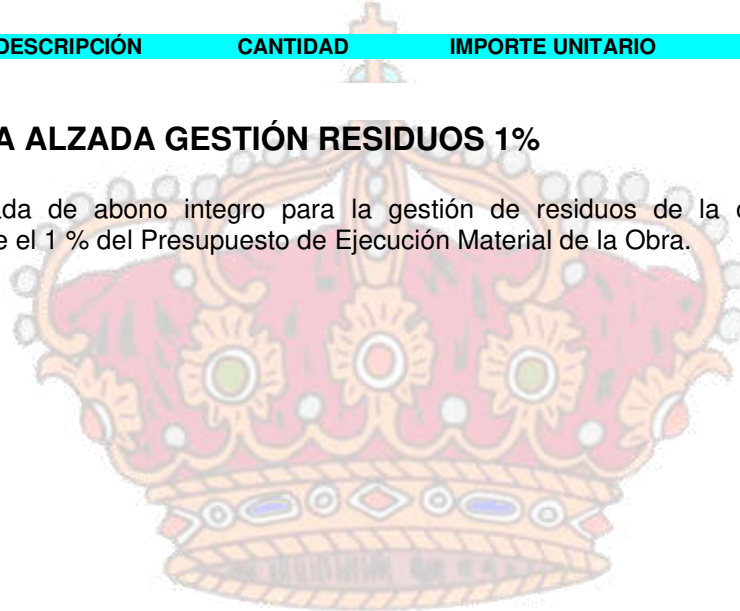 DESCRIPCIÓN CANTIDAD IMPORTE UNITARIO
A ALZADA GESTIÓN RESIDUOS 1%
ada de abono integro para la gestión de residuos de la
e el 1 % del Presupuesto de Ejecución Material de la Obra.